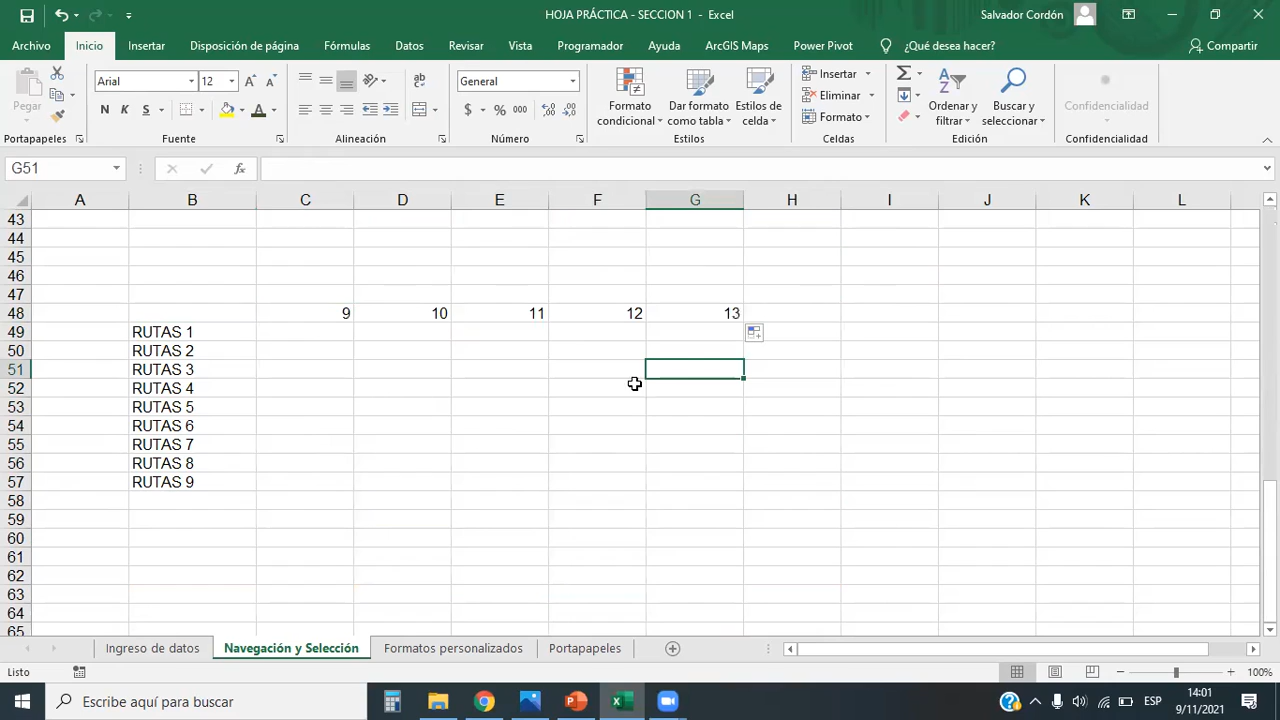 HOJA PRÁCTICA - SECCION 1 - Excel
Salvador Cordón
Archivo Inicio Insertar Disposición de página Fórmulas Datos Revisar Vista Programador Ayuda ArcGIS Maps Power Pivot ¿Qué desea hacer? Compartir
Pegar
Arial 12
N K S
General
$ % 000
Formato condicional
Dar formato como tabla
Estilos de celda
Insertar
Eliminar
Formato
Ordenar y filtrar
Buscar y seleccionar
Confidencialidad
Portapapeles Fuente Alineación Número Estilos Celdas Edición Confidencialidad
G51 fx
A B C D E F G H I J K L
43
44
45
46
47
48 9 10 11 12 13
49 RUTAS 1
50 RUTAS 2
51 RUTAS 3
52 RUTAS 4
53 RUTAS 5
54 RUTAS 6
55 RUTAS 7
56 RUTAS 8
57 RUTAS 9
58
59
60
61
62
63
64
65
Ingreso de datos Navegación y Selección Formatos personalizados Portapapeles
Listo 100%
Escribe aquí para buscar
ESP
14:01
9/11/2021